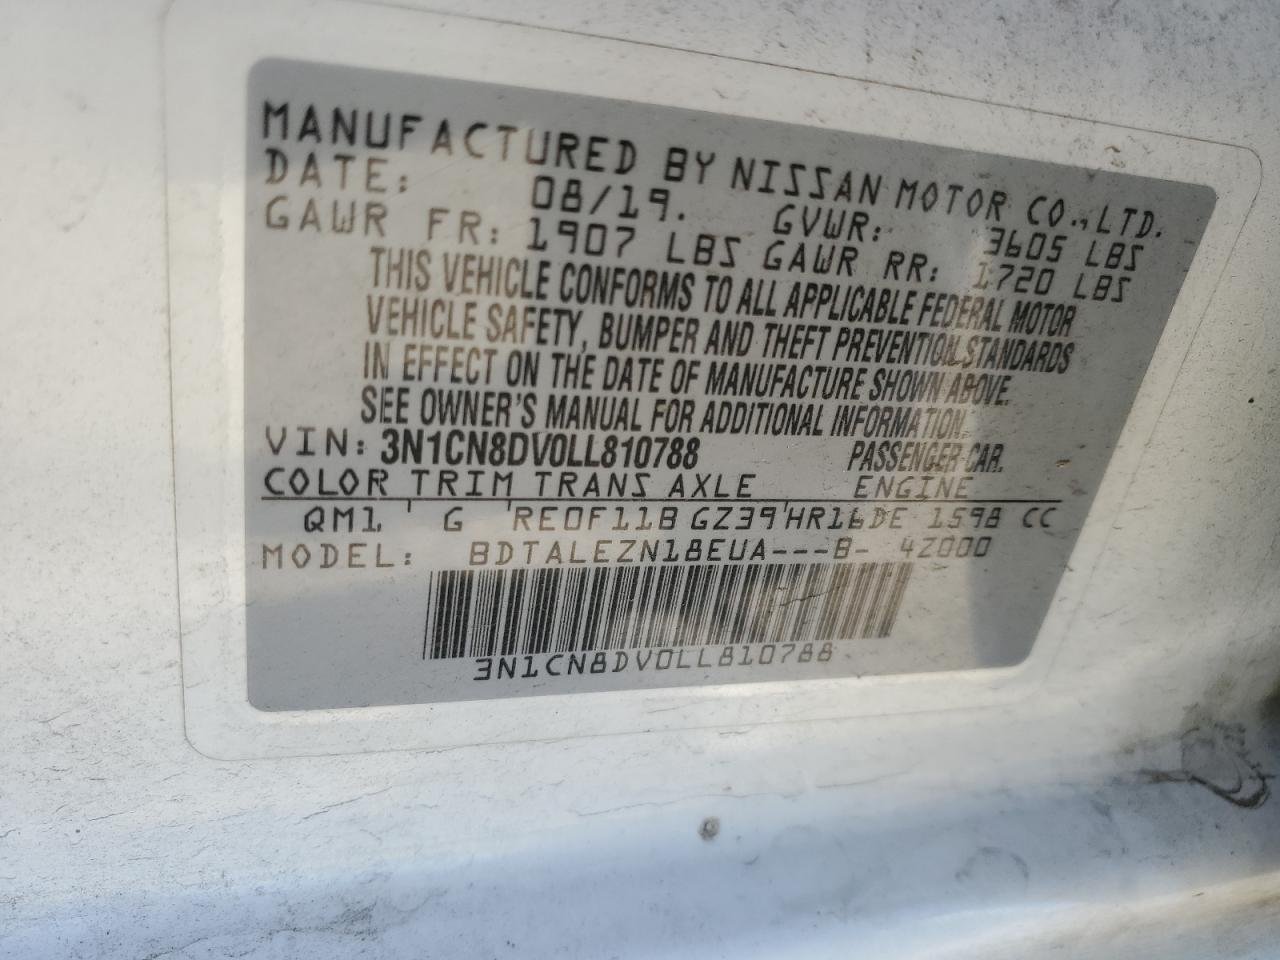 MANUFACTURED BY NISSAN MOTOR CO.,LTD.
DATE: 08/19. GVWR: 3605 LBS
GAWR FR: 1907 LBS GAWR RR: 1720 LBS
THIS VEHICLE CONFORMS TO ALL APPLICABLE FEDERAL MOTOR
VEHICLE SAFETY, BUMPER AND THEFT PREVENTION STANDARDS
IN EFFECT ON THE DATE OF MANUFACTURE SHOWN ABOVE.
SEE OWNER'S MANUAL FOR ADDITIONAL INFORMATION.
VIN: 3N1CN8DV0LL810788 PASSENGER CAR.
COLOR TRIM TRANS AXLE ENGINE
QM1 ' G 'RE0F11B GZ39'HR16DE 1598 CC
MODEL: BDTALEZN18EUA---B- 4Z000
3N1CN8DV0LL810788